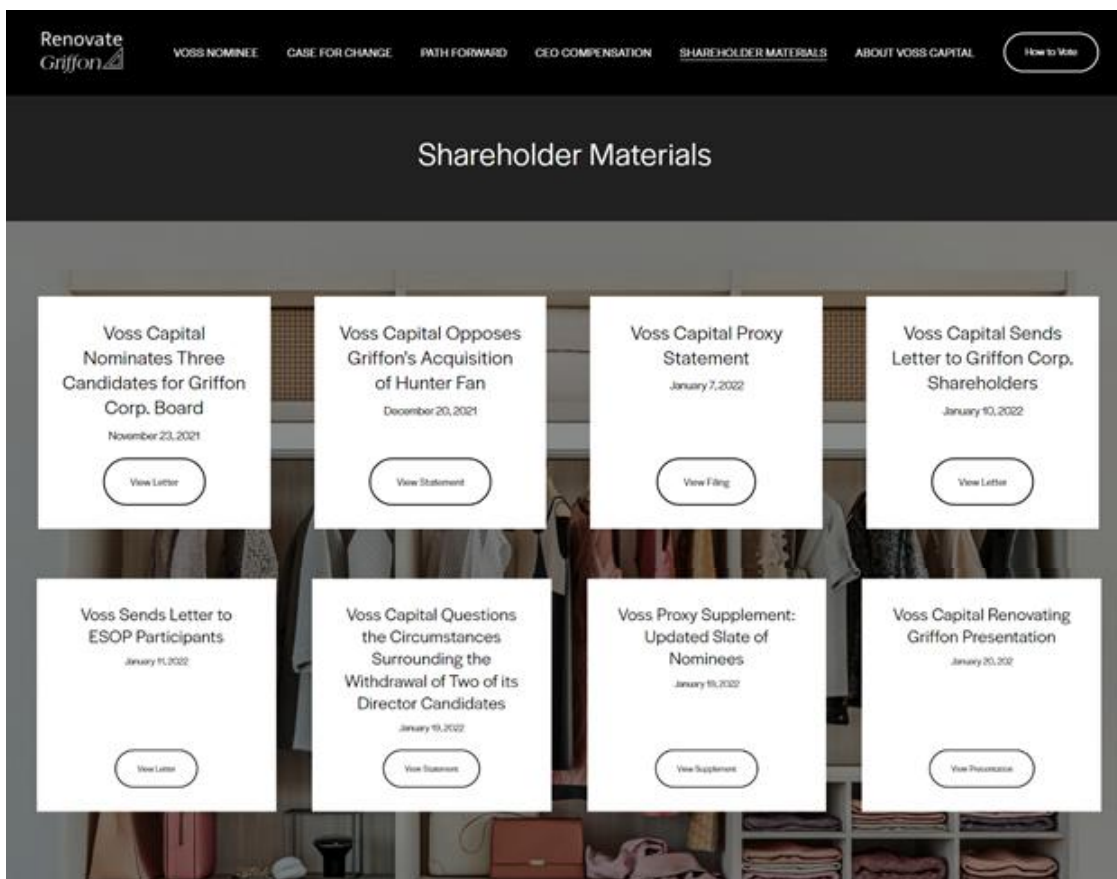 Renovate
Griffon
VOSS NOMINEE
CASE FOR CHANGE
PATH FORWARD
CEO COMPENSATION
SHAREHOLDER MATERIALS
ABOUT VOSS CAPITAL
How to Vote
Shareholder Materials
Voss Capital
Nominates Three
Candidates for Griffon
Corp. Board
November 23, 2021
View Letter
Voss Capital Opposes
Griffon's Acquisition
of Hunter Fan
December 20, 2021
View Statement
Voss Capital Proxy
Statement
January 7, 2022
View Filing
Voss Capital Sends
Letter to Griffon Corp.
Shareholders
January 10, 2022
View Letter
Voss Sends Letter to
ESOP Participants
January 11, 2022
View Letter
Voss Capital Questions
the Circumstances
Surrounding the
Withdrawal of Two of its
Director Candidates
January 19, 2022
View Statement
Voss Proxy Supplement:
Updated Slate of
Nominees
January 19, 2022
View Supplement
Voss Capital Renovating
Griffon Presentation
January 20, 202
View Presentation